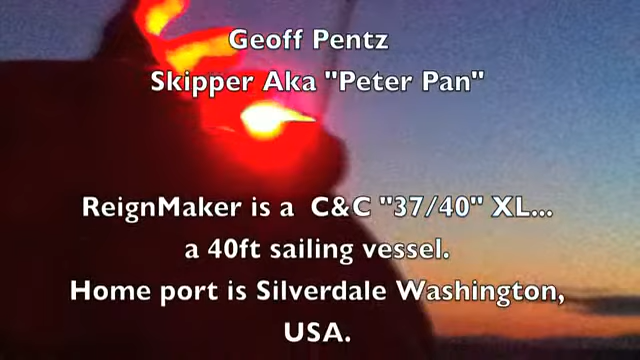 Geoff Pentz
Skipper Aka "Peter Pan"
ReignMaker is a C&C "37/40" XL...
a 40ft sailing vessel.
Home port is Silverdale Washington,
USA.